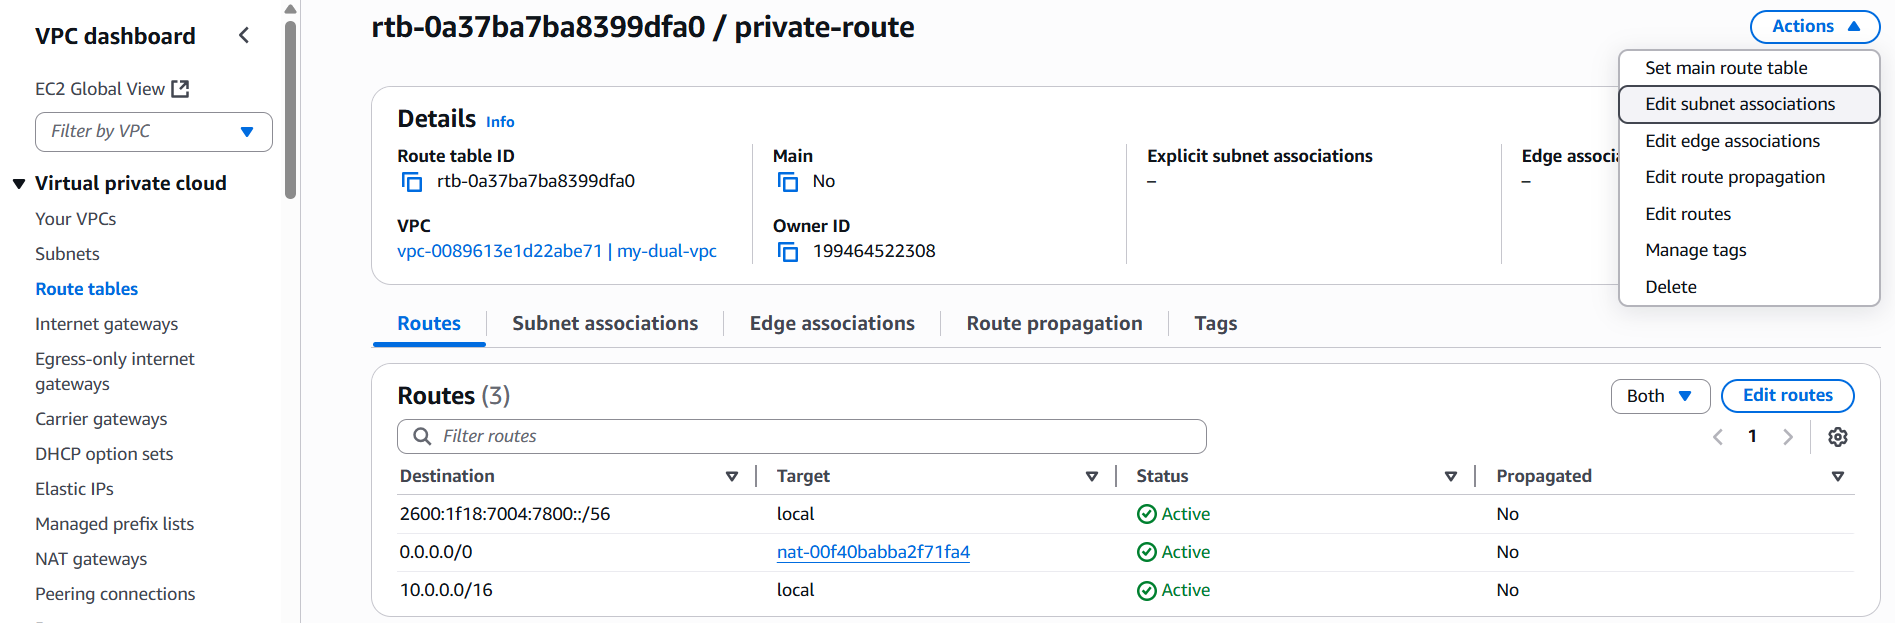 VPC dashboard
EC2 Global View
Filter by VPC
Virtual private cloud
Your VPCs
Subnets
Route tables
Internet gateways
Egress-only internet
gateways
Carrier gateways
DHCP option sets
Elastic IPs
Managed prefix lists
NAT gateways
Peering connections
rtb-0a37ba7ba8399dfa0 / private-route
Actions
Set main route table
Edit subnet associations
Edit edge associations
Edit route propagation
Edit routes
Manage tags
Delete
Details Info
Route table ID
rtb-0a37ba7ba8399dfa0
Main
No
Explicit subnet associations
–
Edge associ
–
VPC
vpc-0089613e1d22abe71 | my-dual-vpc
Owner ID
199464522308
Routes Subnet associations Edge associations Route propagation Tags
Routes (3)
Both Edit routes
Filter routes
1
Destination Target Status Propagated
2600:1f18:7004:7800::/56 local Active No
0.0.0.0/0 nat-00f40babba2f71fa4 Active No
10.0.0.0/16 local Active No